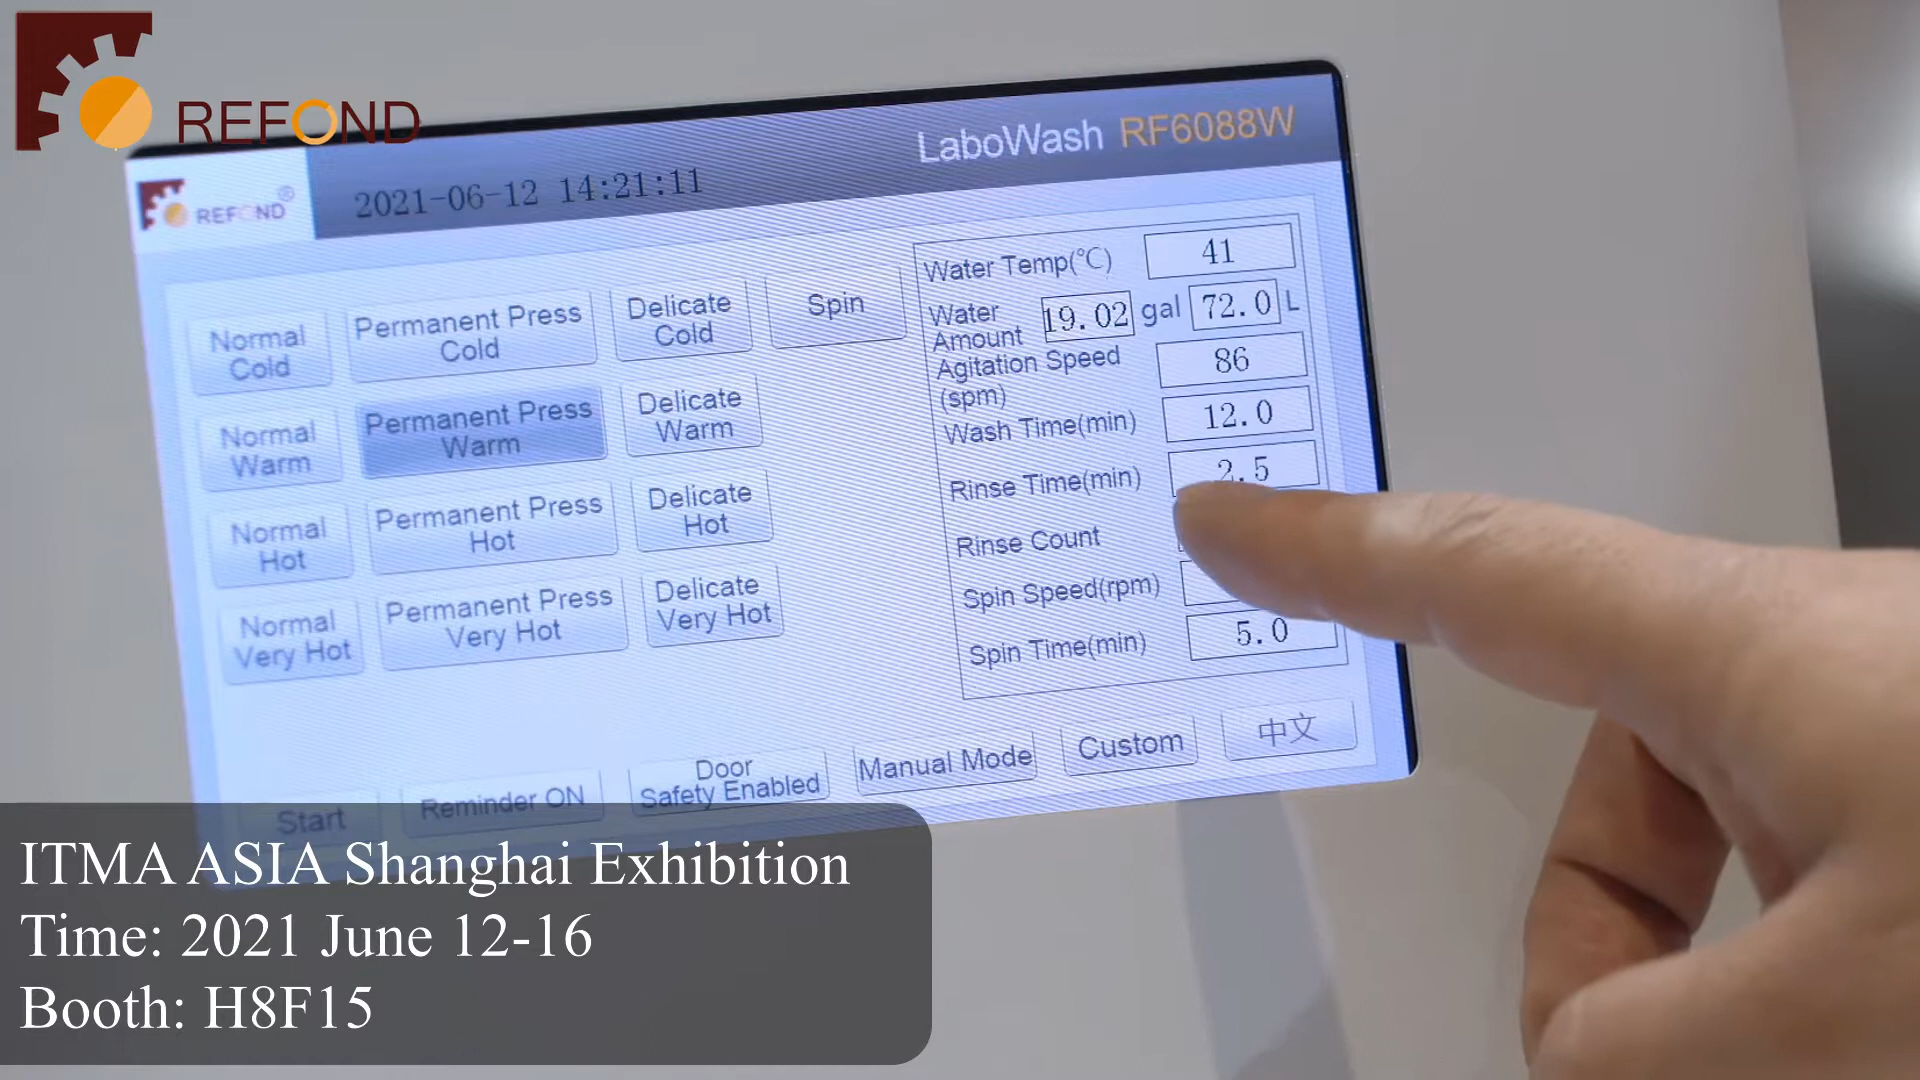 REFOND
LaboWash RF6088W
REFOND®
2021-06-12 14:21:11
Normal Cold
Permanent Press Cold
Delicate Cold
Spin
Normal Warm
Permanent Press Warm
Delicate Warm
Normal Hot
Permanent Press Hot
Delicate Hot
Normal Very Hot
Permanent Press Very Hot
Delicate Very Hot
Water Temp(℃) 41
Water Amount 19.02 gal 72.0 L
Agitation Speed (spm) 86
Wash Time(min) 12.0
Rinse Time(min) 2.5
Rinse Count
Spin Speed(rpm)
Spin Time(min) 5.0
Start
Reminder ON
Door Safety Enabled
Manual Mode
Custom
中文
ITMA ASIA Shanghai Exhibition
Time: 2021 June 12-16
Booth: H8F15